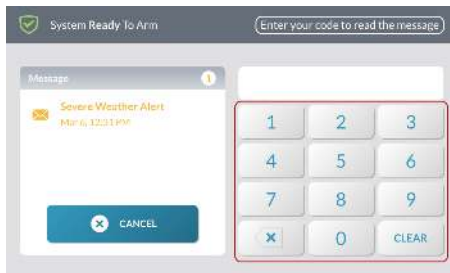 System Ready To Arm
Enter your code to read the message
Message 1
Severe Weather Alert
Mar 6, 12:31 PM
1 2 3
4 5 6
7 8 9
CANCEL
0 CLEAR